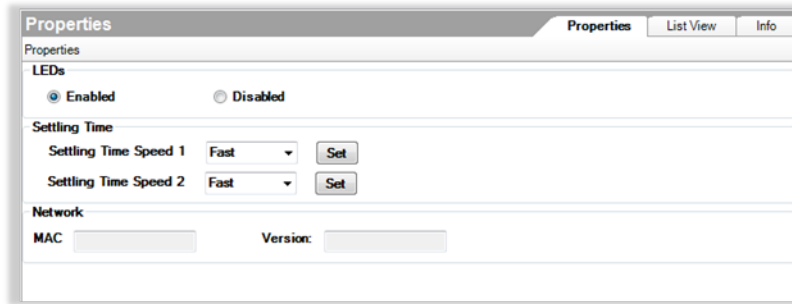 Properties Properties List View Info
Properties
LEDs
Enabled Disabled
Settling Time
Settling Time Speed 1 Fast Set
Settling Time Speed 2 Fast Set
Network
MAC Version: